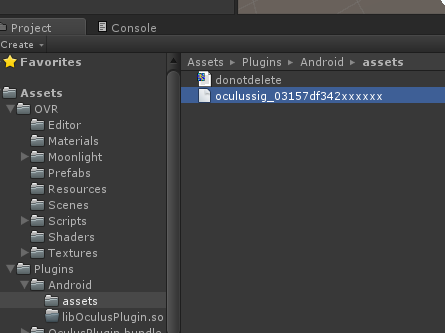 Project
Console
Create
Favorites
Assets
OVR
Editor
Materials
Moonlight
Prefabs
Resources
Scenes
Scripts
Shaders
Textures
Plugins
Android
assets
libOculusPlugin.so
OculusPlugin.bundle
Assets ▸ Plugins ▸ Android ▸ assets
donotdelete
oculussig_03157df342xxxxxx